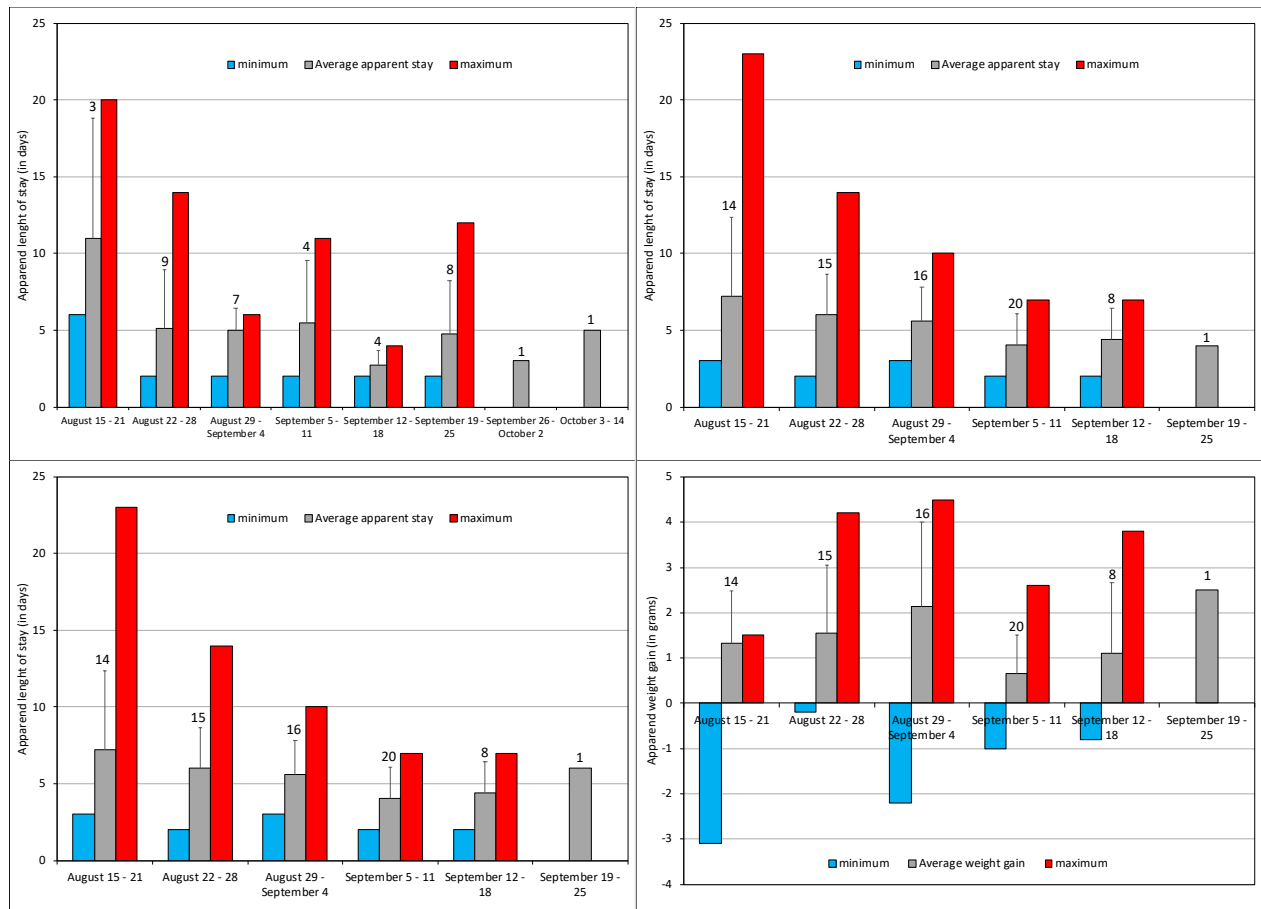 25
20
15
10
5
0
Apparend lenght of stay (in days)
minimum
Average apparent stay
maximum
3
9
7
4
4
8
1
1
August 15 - 21
August 22 - 28
August 29 -
September 4
September 5 -
11
September 12 -
18
September 19 -
25
September 26 -
October 2
October 3 - 14
25
20
15
10
5
0
Apparend lenght of stay (in days)
minimum
Average apparent stay
maximum
14
15
16
20
8
1
August 15 - 21
August 22 - 28
August 29 -
September 4
September 5 - 11
September 12 -
18
September 19 -
25
25
20
15
10
5
0
Apparend lenght of stay (in days)
minimum
Average apparent stay
maximum
14
15
16
20
8
1
August 15 - 21
August 22 - 28
August 29 -
September 4
September 5 - 11
September 12 -
18
September 19 -
25
5
4
3
2
1
0
-1
-2
-3
-4
Apparend weight gain (in grams)
14
15
16
20
8
1
August 15 - 21
August 22 - 28
August 29 -
September 4
September 5 - 11
September 12 -
18
September 19 -
25
minimum
Average weight gain
maximum